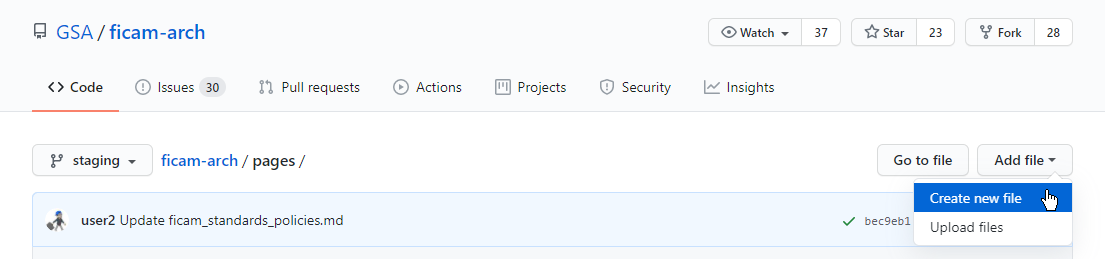 GSA / ficam-arch
Watch 37 Star 23 Fork 28
Code Issues 30 Pull requests Actions Projects Security Insights
staging ficam-arch / pages / Go to file Add file
Create new file
user2 Update ficam_standards_policies.md bec9eb1
Upload files